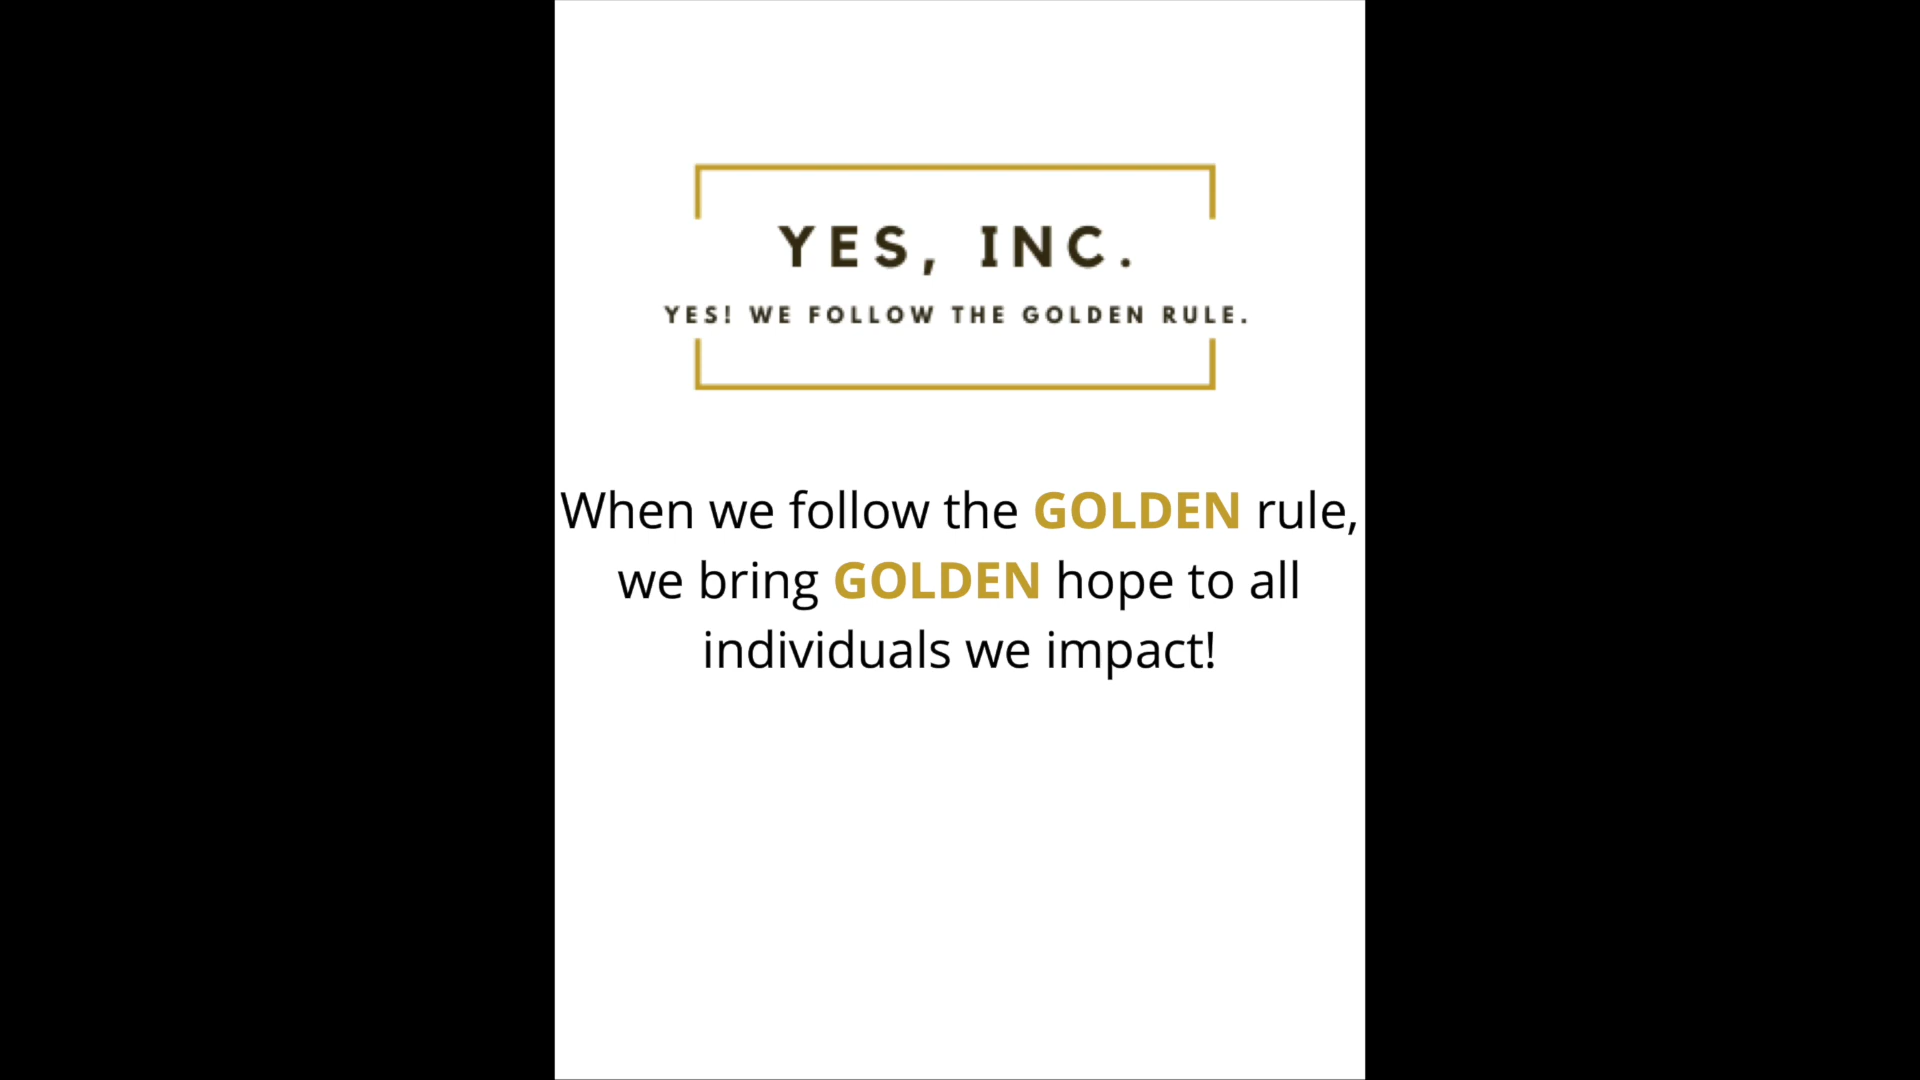 YES, INC.
YES! WE FOLLOW THE GOLDEN RULE.
When we follow the GOLDEN rule,
we bring GOLDEN hope to all
individuals we impact!